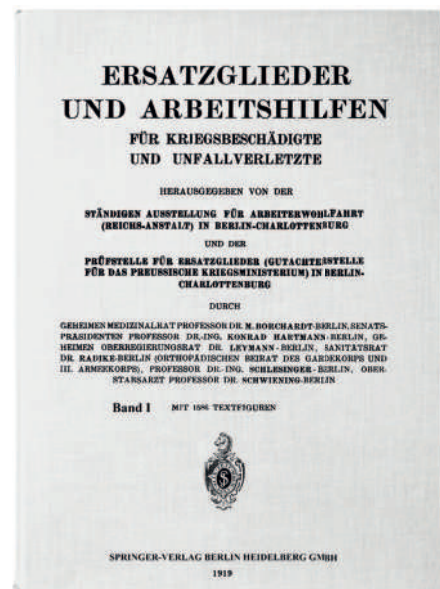 ERSATZGLIEDER
UND ARBEITSHILFEN
FÜR KRIEGSBESCHÄDIGTE
UND UNFALLVERLETZTE
HERAUSGEGEBEN VON DER
STÄNDIGEN AUSSTELLUNG FÜR ARBEITERWOHLFAHRT
(REICHS-ANSTALT) IN BERLIN-CHARLOTTENBURG
UND DER
PRÜFSTELLE FÜR ERSATZGLIEDER (GUTACHTERSTELLE
FÜR DAS PREUSSISCHE KRIEGSMINISTERIUM) IN BERLIN-
CHARLOTTENBURG
DURCH
GEHEIMEN MEDIZINALRAT PROFESSOR DR. M. BORCHARDT-BERLIN, SENATS-
PRÄSIDENTEN PROFESSOR DR.-ING. KONRAD HARTMANN-BERLIN, GE-
HEIMEN OBERREGIERUNGSRAT DR. LEYMANN-BERLIN, SANITÄTSRAT
DR. RADIKE-BERLIN (ORTHOPÄDISCHEN BEIRAT DES GARDEKORPS UND
III. ARMEEKORPS), PROFESSOR DR.-ING. SCHLESINGER-BERLIN, OBER-
STABSARZT PROFESSOR DR. SCHWIENING-BERLIN
Band I MIT 1586 TEXTFIGUREN
SPRINGER-VERLAG BERLIN HEIDELBERG GMBH
1919